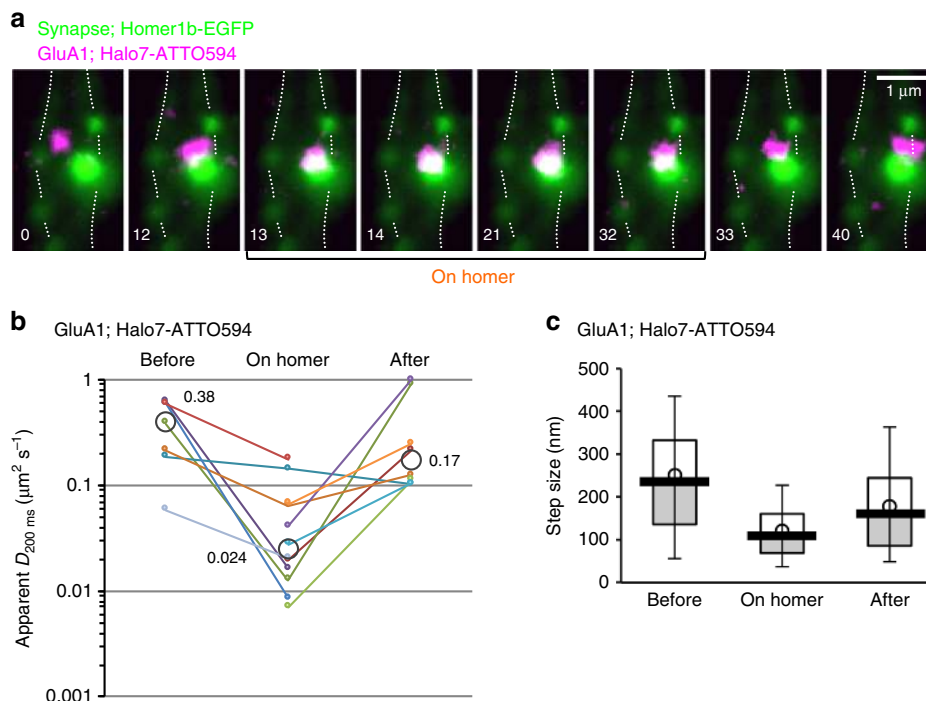 a
Synapse; Homer1b-EGFP
GluA1; Halo7-ATTO594
1 μm
0
12
13
14
21
32
33
40
On homer
b
GluA1; Halo7-ATTO594
Before
On homer
After
Apparent D200 ms (μm² s⁻¹)
1
0.1
0.01
0.001
0.38
0.024
0.17
c
GluA1; Halo7-ATTO594
Step size (nm)
500
400
300
200
100
0
Before
On homer
After